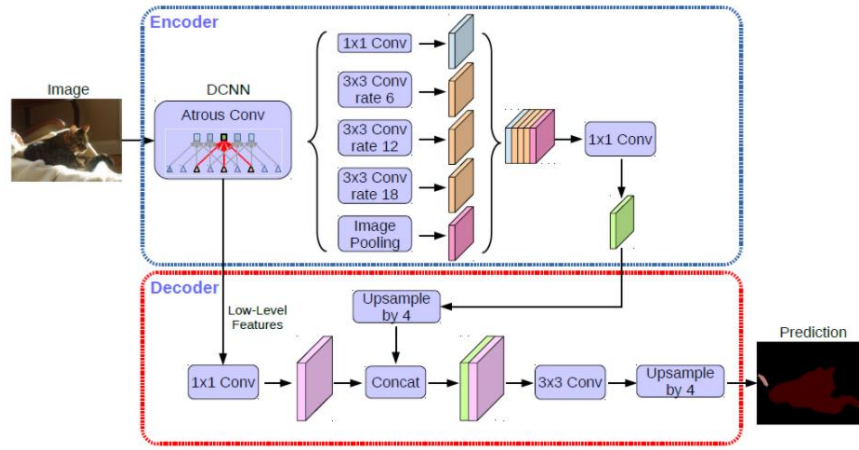 Encoder
Image
DCNN
Atrous Conv
1x1 Conv
3x3 Conv
rate 6
3x3 Conv
rate 12
3x3 Conv
rate 18
Image
Pooling
1x1 Conv
Decoder
Low-Level
Features
Upsample
by 4
1x1 Conv
Concat
3x3 Conv
Upsample
by 4
Prediction